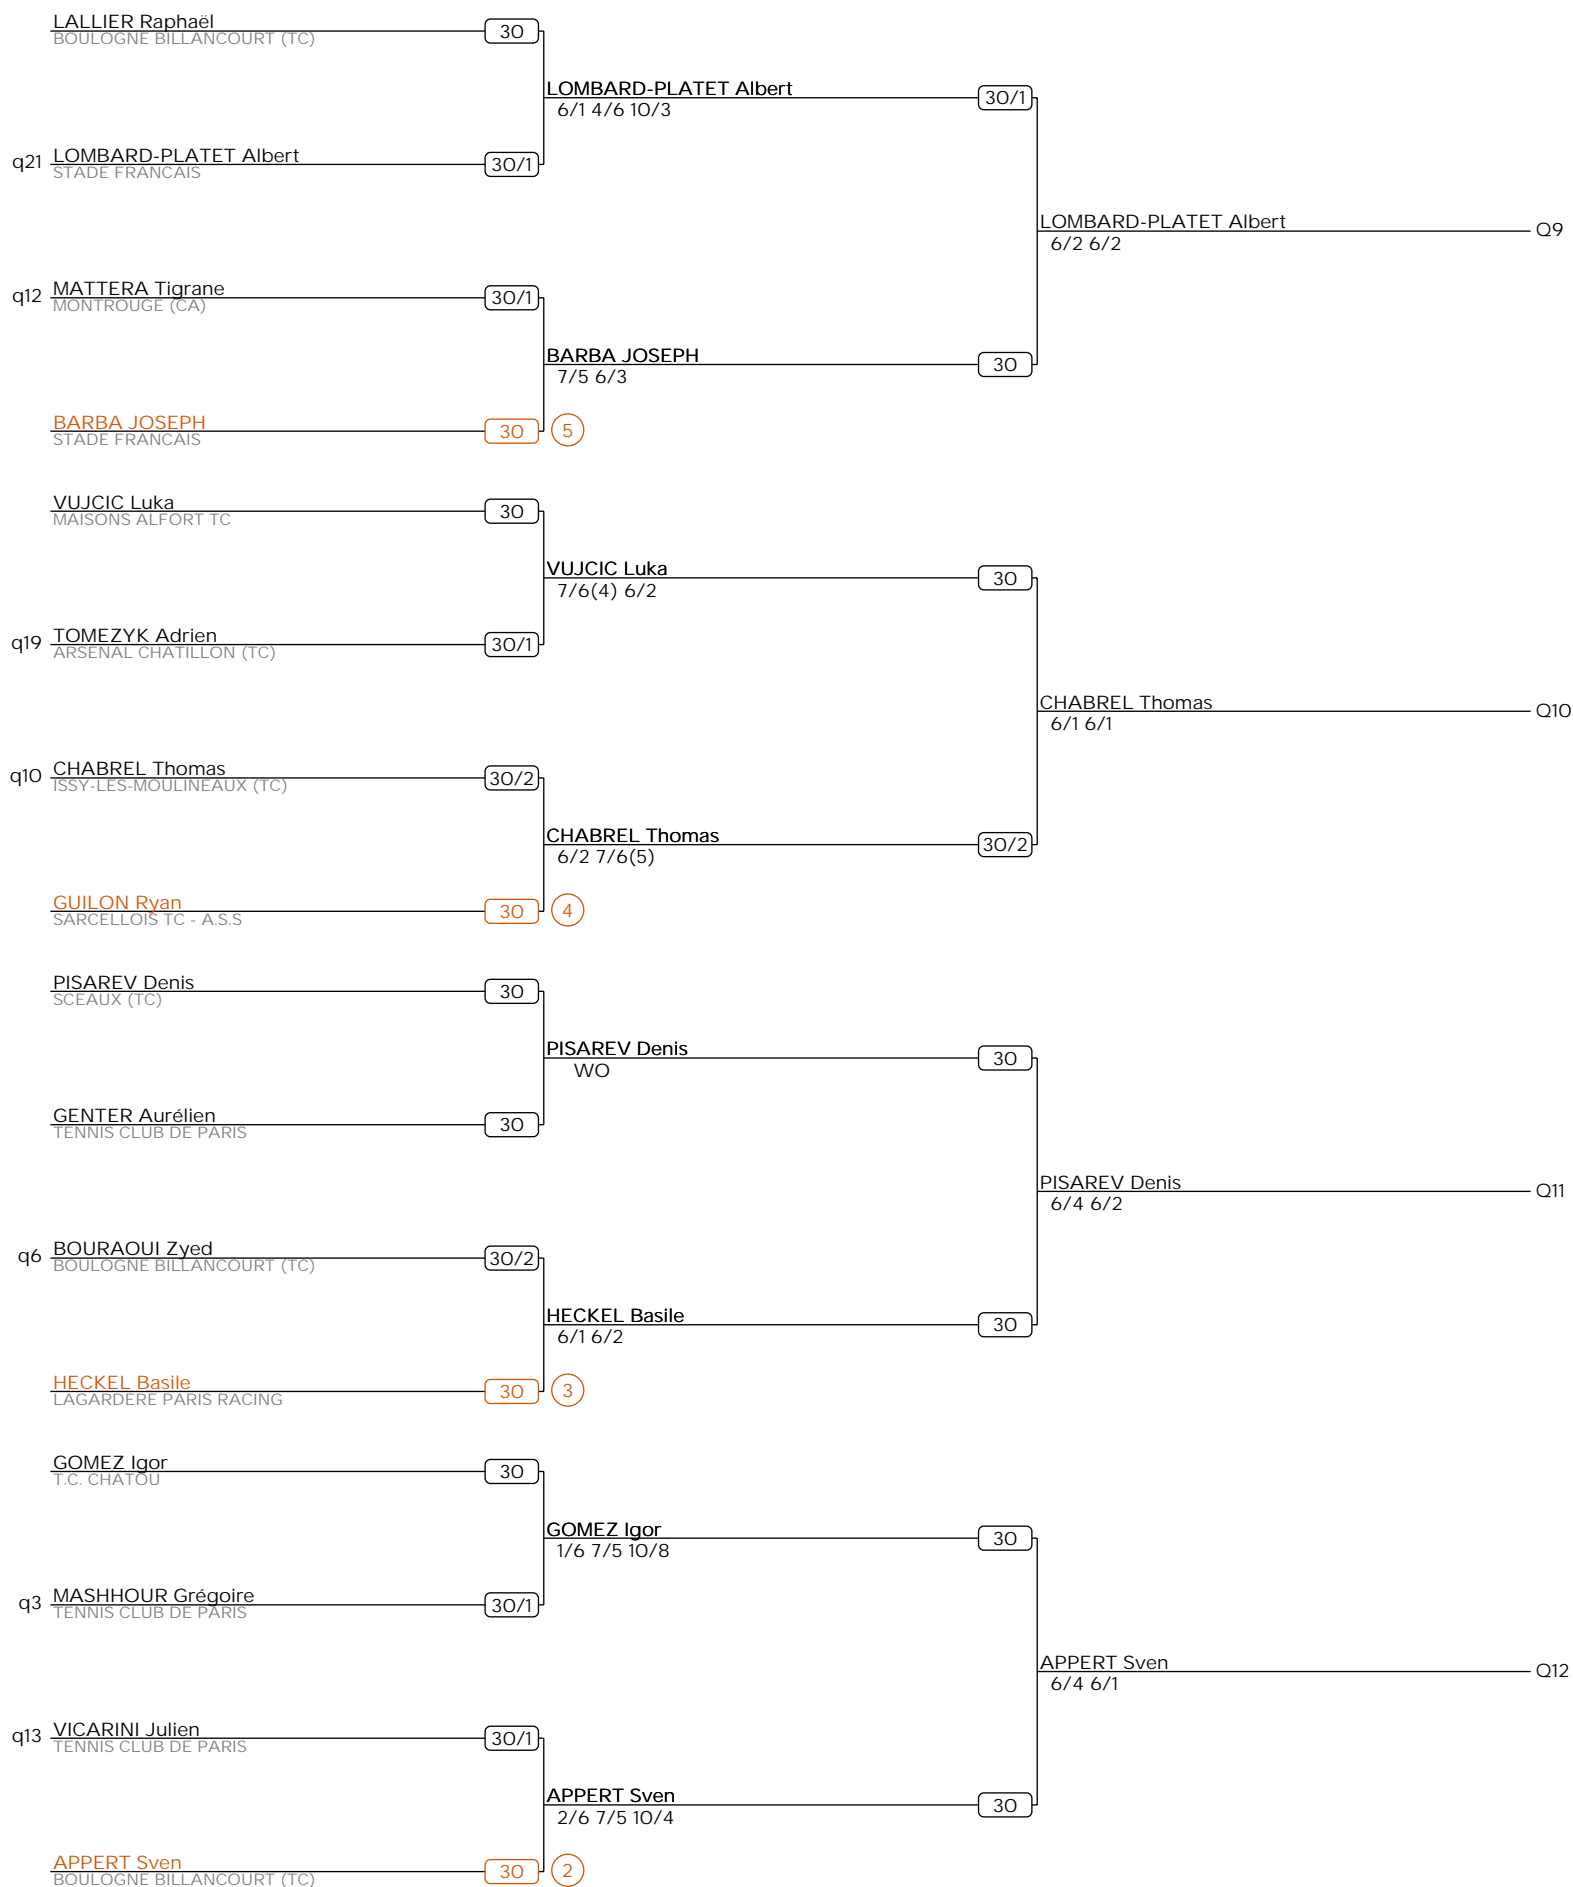 LALLIER Raphaël
30
BOULOGNE BILLANCOURT (TC)
LOMBARD-PLATET Albert
30/1
6/1 4/6 10/3
q21 LOMBARD-PLATET Albert
30/1
STADE FRANCAIS
LOMBARD-PLATET Albert
Q9
6/2 6/2
q12 MATTERA Tigrane
30/1
MONTROUGE (CA)
BARBA JOSEPH
30
7/5 6/3
BARBA JOSEPH
30 5
STADE FRANCAIS
VUJCIC Luka
30
MAISONS ALFORT TC
VUJCIC Luka
30
7/6(4) 6/2
q19 TOMEZYK Adrien
30/1
ARSENAL CHATILLON (TC)
CHABREL Thomas
Q10
6/1 6/1
q10 CHABREL Thomas
30/2
ISSY-LES-MOULINEAUX (TC)
CHABREL Thomas
30/2
6/2 7/6(5)
GUILON Ryan
30 4
SARCELLOIS TC - A.S.S
PISAREV Denis
30
SCEAUX (TC)
PISAREV Denis
30
WO
GENTER Aurélien
30
TENNIS CLUB DE PARIS
PISAREV Denis
Q11
6/4 6/2
q6 BOURAOUI Zyed
30/2
BOULOGNE BILLANCOURT (TC)
HECKEL Basile
30
6/1 6/2
HECKEL Basile
30 3
LAGARDERE PARIS RACING
GOMEZ Igor
30
T.C. CHATOU
GOMEZ Igor
30
1/6 7/5 10/8
q3 MASHHOUR Grégoire
30/1
TENNIS CLUB DE PARIS
APPERT Sven
Q12
6/4 6/1
q13 VICARINI Julien
30/1
TENNIS CLUB DE PARIS
APPERT Sven
30
2/6 7/5 10/4
APPERT Sven
30 2
BOULOGNE BILLANCOURT (TC)